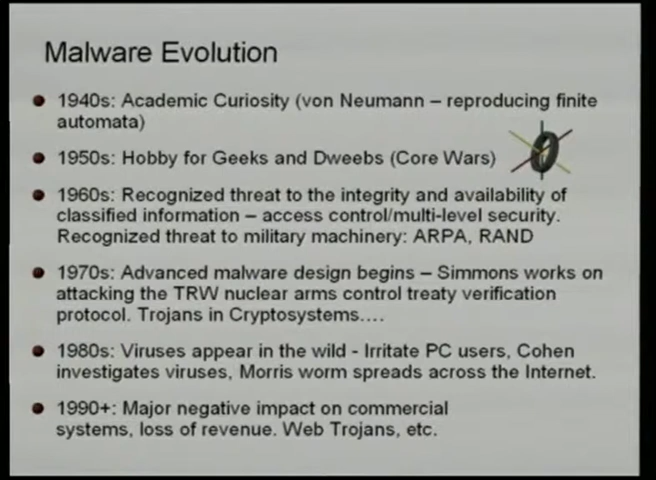 Malware Evolution
1940s: Academic Curiosity (von Neumann – reproducing finite
automata)
1950s: Hobby for Geeks and Dweebs (Core Wars)
1960s: Recognized threat to the integrity and availability of
classified information – access control/multi-level security.
Recognized threat to military machinery: ARPA, RAND
1970s: Advanced malware design begins – Simmons works on
attacking the TRW nuclear arms control treaty verification
protocol. Trojans in Cryptosystems….
1980s: Viruses appear in the wild - Irritate PC users, Cohen
investigates viruses, Morris worm spreads across the Internet.
1990+: Major negative impact on commercial
systems, loss of revenue. Web Trojans, etc.